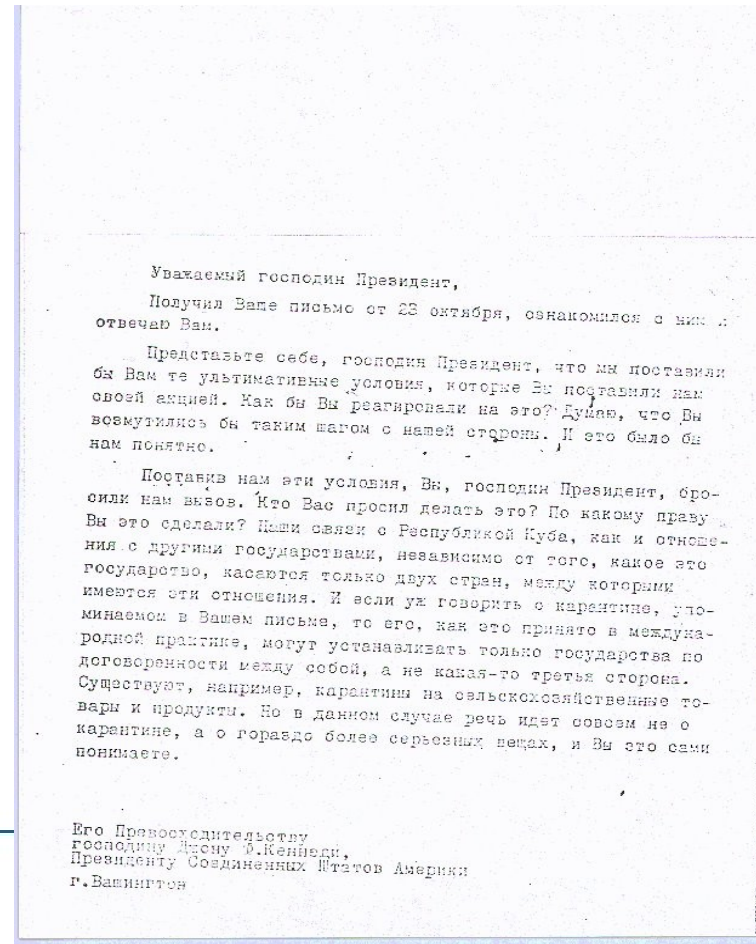 Уважаемый господин Президент,
Получил Ваше письмо от 23 октября, ознакомился с ним и
отвечаю Вам.
Представьте себе, господин Президент, что мы поставили
бы Вам те ультимативные условия, которые Вы поставили нам
своей акцией. Как бы Вы реагировали на это? Думаю, что Вы
возмутились бы таким шагом с нашей стороны. И это было бы
нам понятно.
Поставив нам эти условия, Вы, господин Президент, бро-
сили нам вызов. Кто Вас просил делать это? По какому праву
Вы это сделали? Наши связи с Республикой Куба, как и отноше-
ния с другими государствами, независимо от того, какое это
государство, касаются только двух стран, между которыми
имеются эти отношения. И если уж говорить о карантине, упо-
минаемом в Вашем письме, то его, как это принято в междуна-
родной практике, могут устанавливать только государства по
договоренности между собой, а не какая-то третья сторона.
Существуют, например, карантины на сельскохозяйственные то-
вары и продукты. Но в данном случае речь идет совсем не о
карантине, а о гораздо более серьезных вещах, и Вы это сами
понимаете.
Его Превосходительству
господину Джону Ф.Кеннеди,
Президенту Соединенных Штатов Америки
г.Вашингтон